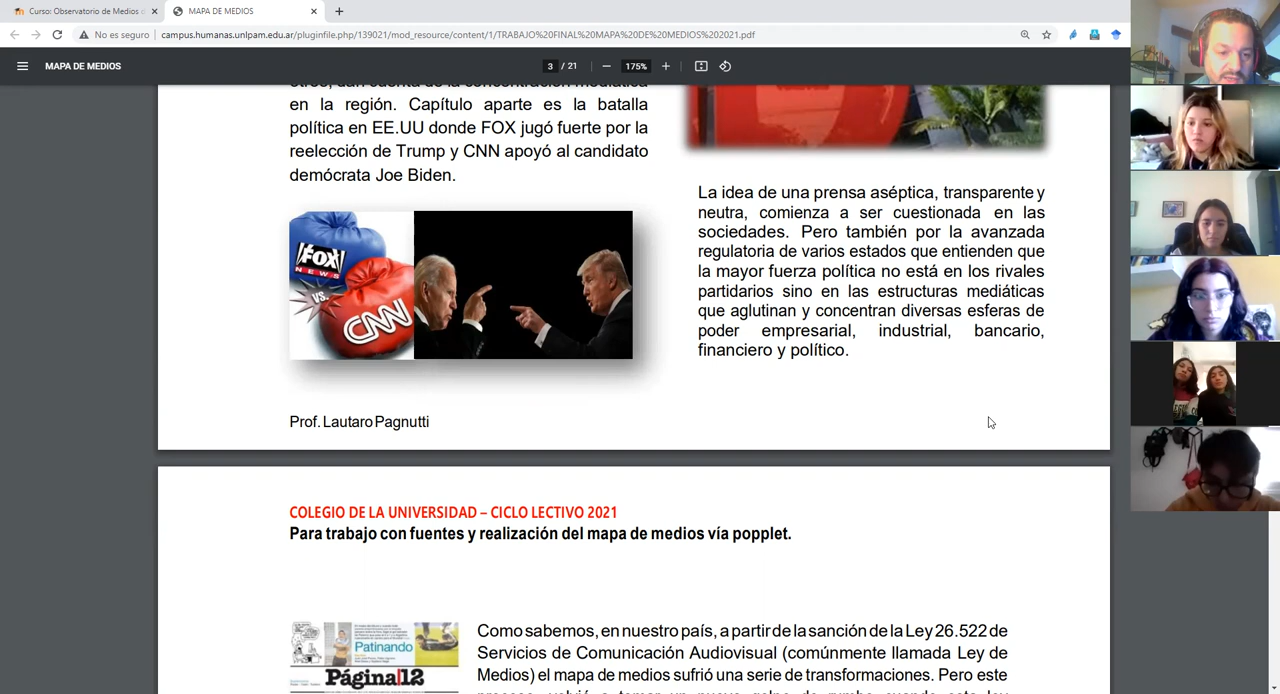 Curso: Observatorio de Medios d
MAPA DE MEDIOS
No es seguro
campus.humanas.unlpam.edu.ar/pluginfile.php/139021/mod_resource/content/1/TRABAJO%20FINAL%20MAPA%20DE%20MEDIOS%202021.pdf
MAPA DE MEDIOS
3 / 21
175%
en la región. Capítulo aparte es la batalla
política en EE.UU donde FOX jugó fuerte por la
reelección de Trump y CNN apoyó al candidato
demócrata Joe Biden.
FOX
NEWS
VS.
CNN
Prof. Lautaro Pagnutti
La idea de una prensa aséptica, transparente y
neutra, comienza a ser cuestionada en las
sociedades. Pero también por la avanzada
regulatoria de varios estados que entienden que
la mayor fuerza política no está en los rivales
partidarios sino en las estructuras mediáticas
que aglutinan y concentran diversas esferas de
poder empresarial, industrial, bancario,
financiero y político.
COLEGIO DE LA UNIVERSIDAD – CICLO LECTIVO 2021
Para trabajo con fuentes y realización del mapa de medios vía popplet.
Patinando
Página|12
Como sabemos, en nuestro país, a partir de la sanción de la Ley 26.522 de
Servicios de Comunicación Audiovisual (comúnmente llamada Ley de
Medios) el mapa de medios sufrió una serie de transformaciones. Pero este